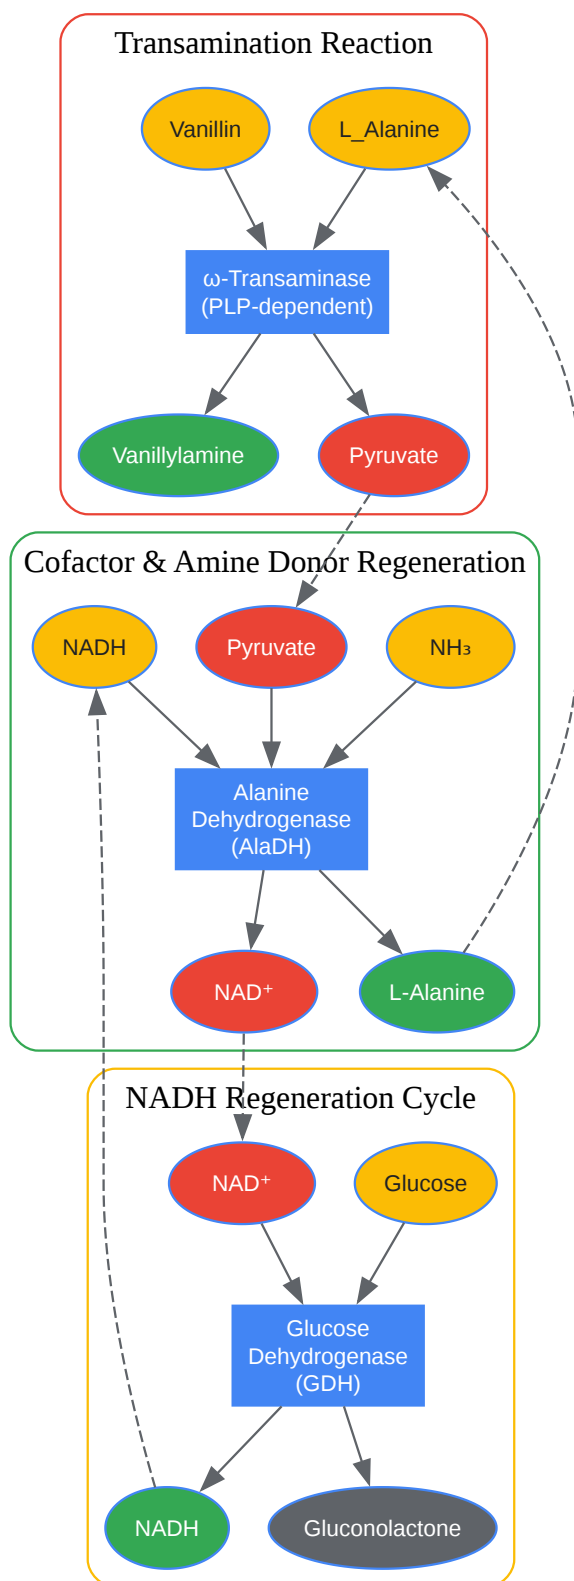 Transamination Reaction
Vanillin
L_Alanine
ω-Transaminase
(PLP-dependent)
Vanillylamine
Pyruvate
Cofactor & Amine Donor Regeneration
NADH
Pyruvate
NH₃
Alanine
Dehydrogenase
(AlaDH)
NAD⁺
L-Alanine
NADH Regeneration Cycle
NAD⁺
Glucose
Glucose
Dehydrogenase
(GDH)
NADH
Gluconolactone